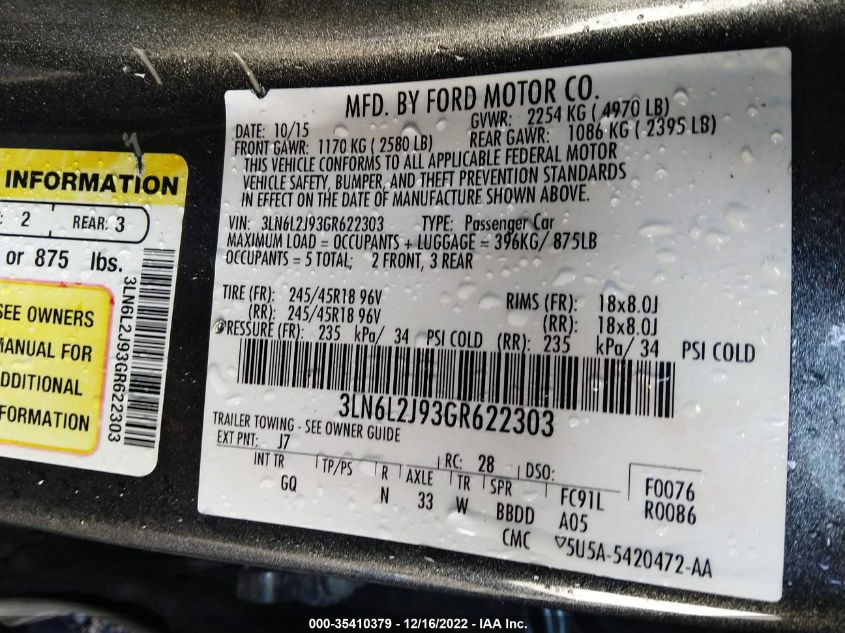 MFD. BY FORD MOTOR CO.
DATE: 10/15 GVWR: 2254 KG ( 4970 LB)
FRONT GAWR: 1170 KG ( 2580 LB) REAR GAWR: 1086 KG ( 2395 LB)
THIS VEHICLE CONFORMS TO ALL APPLICABLE FEDERAL MOTOR
VEHICLE SAFETY, BUMPER, AND THEFT PREVENTION STANDARDS
IN EFFECT ON THE DATE OF MANUFACTURE SHOWN ABOVE.
VIN: 3LN6L2J93GR622303 TYPE: Passenger Car
MAXIMUM LOAD = OCCUPANTS + LUGGAGE = 396KG/ 875LB
OCCUPANTS = 5 TOTAL; 2 FRONT, 3 REAR
TIRE (FR): 245/45R18 96V RIMS (FR): 18x8.0J
(RR): 245/45R18 96V (RR): 18x8.0J
PRESSURE (FR): 235 kPa/ 34 PSI COLD (RR): 235 kPa/ 34 PSI COLD
3LN6L2J93GR622303
TRAILER TOWING - SEE OWNER GUIDE
EXT PNT: J7 RC: 28 DSO:
INT TR TP/PS R AXLE TR SPR FC91L F0076
GQ N 33 W BBDD A05 R0086
CMC ▽5U5A-5420472-AA
INFORMATION
: 2 REAR: 3
or 875 lbs.
SEE OWNERS
MANUAL FOR
ADDITIONAL
INFORMATION
3LN6L2J93GR622303
000-35410379 - 12/16/2022 - IAA Inc.